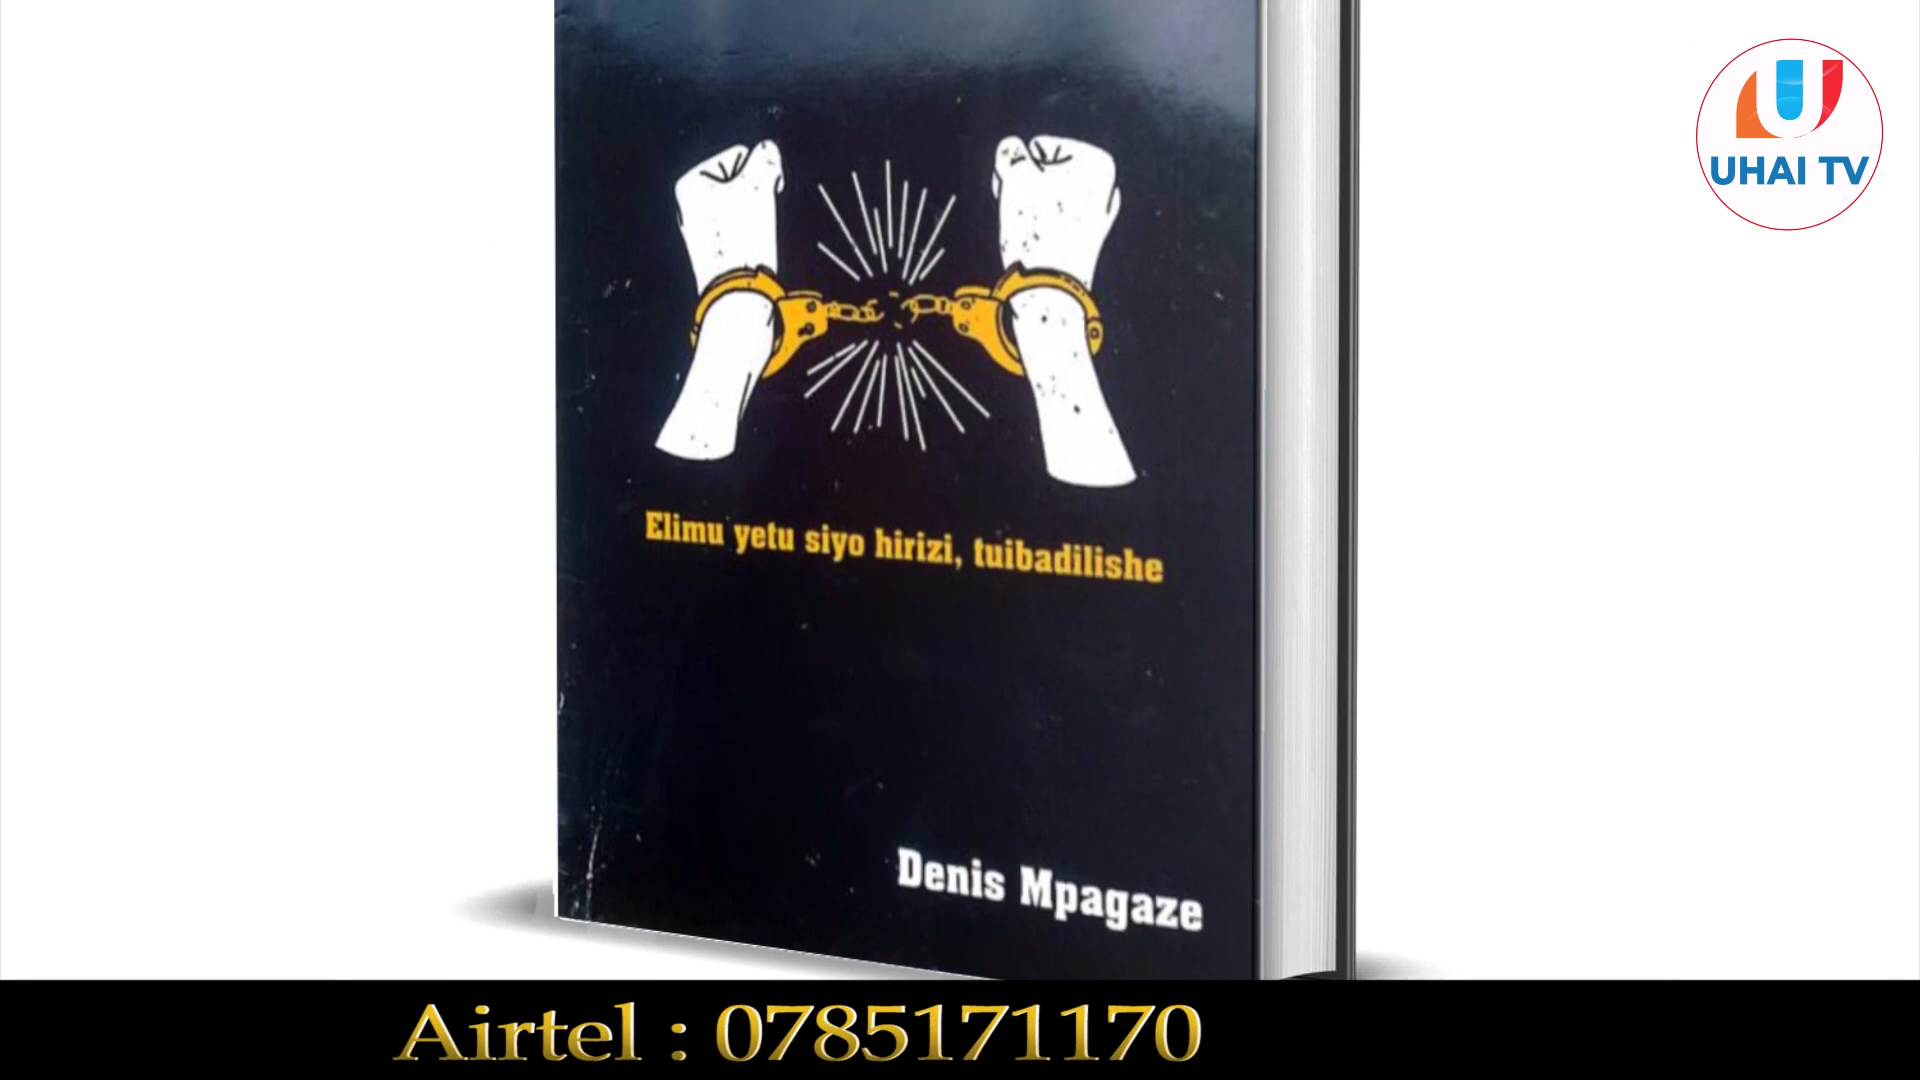 UHAI TV
Elimu yetu siyo hirizi, tuibadilishe
Denis Mpagaze
Airtel : 0785171170